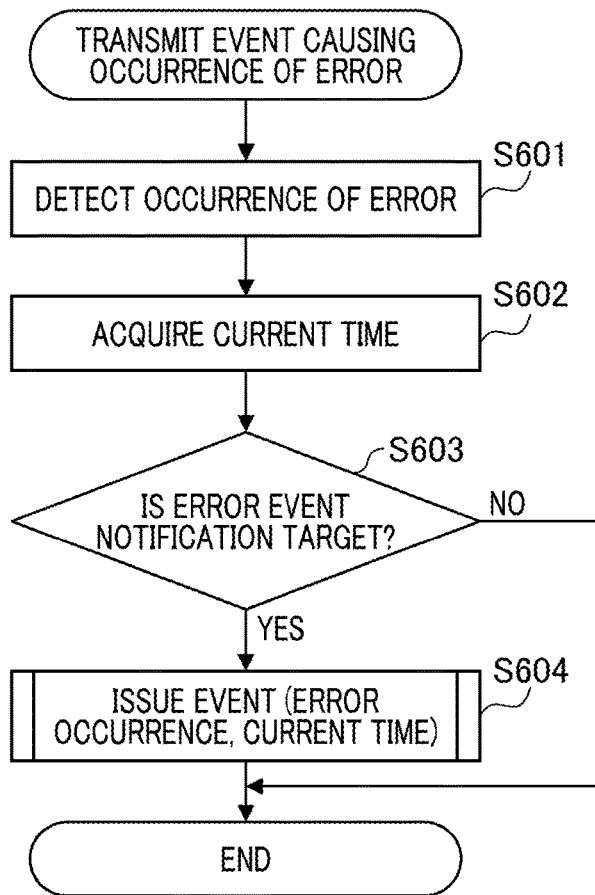 TRANSMIT EVENT CAUSING
OCCURRENCE OF ERROR
S601
DETECT OCCURRENCE OF ERROR
S602
ACQUIRE CURRENT TIME
S603
IS ERROR EVENT
NOTIFICATION TARGET?
NO
YES
S604
ISSUE EVENT (ERROR
OCCURRENCE, CURRENT TIME)
END